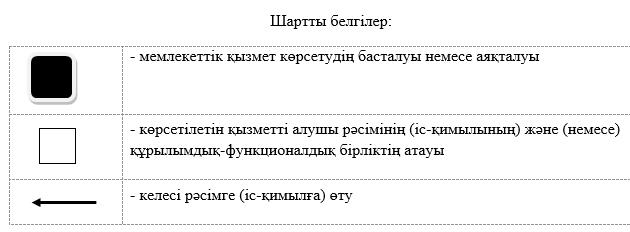 Шартты белгілер:
- мемлекеттік қызмет көрсетудің басталуы немесе аяқталуы
- көрсетілетін қызметті алушы рәсімінің (іс-қимылының) және (немесе)
құрылымдық-функционалдық бірліктің атауы
- келесі рәсімге (іс-қимылға) өту